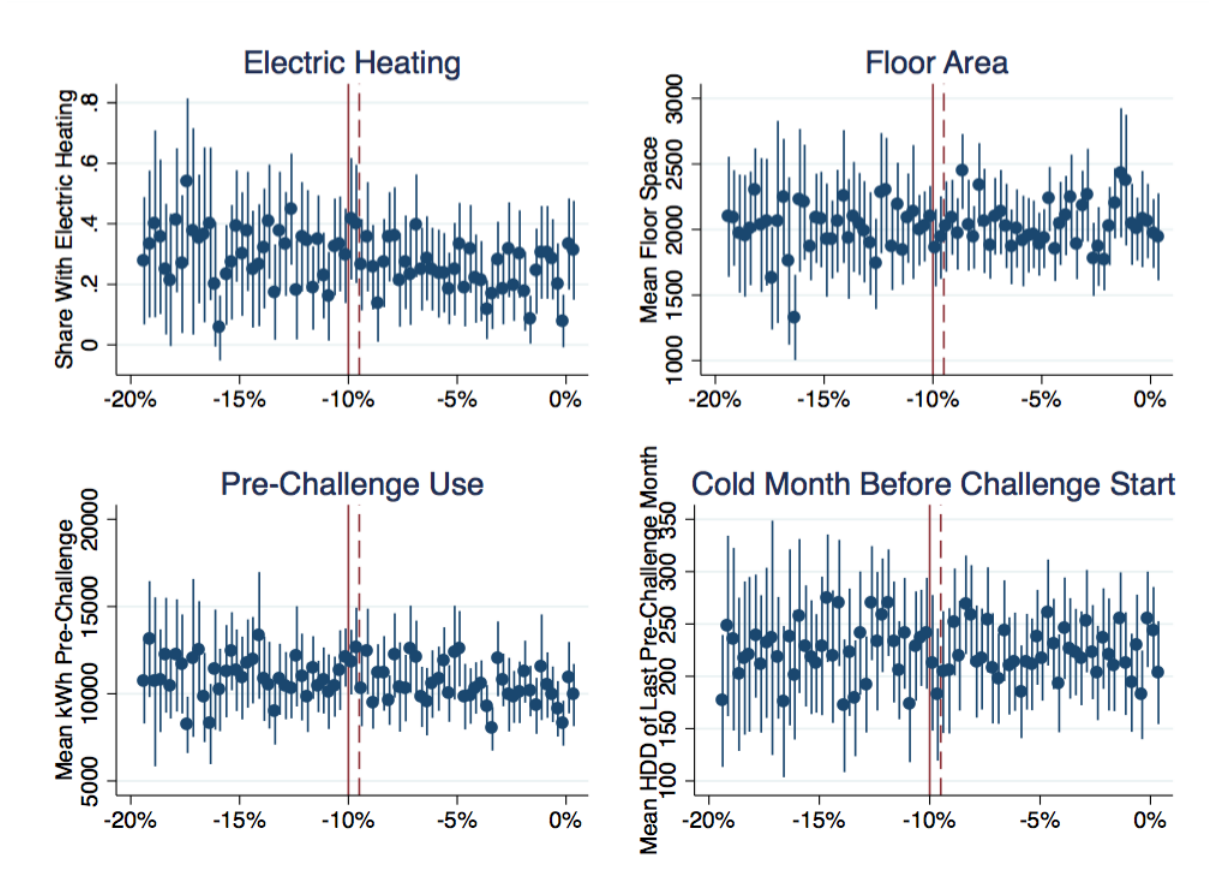 Electric Heating
Share With Electric Heating
.8
.6
.4
.2
0
-20% -15% -10% -5% 0%
Floor Area
Mean Floor Space
3000
2500
2000
1500
1000
-20% -15% -10% -5% 0%
Pre-Challenge Use
Mean kWh Pre-Challenge
20000
15000
10000
5000
-20% -15% -10% -5% 0%
Cold Month Before Challenge Start
Mean HDD of Last Pre-Challenge Month
350
300
250
200
150
100
-20% -15% -10% -5% 0%